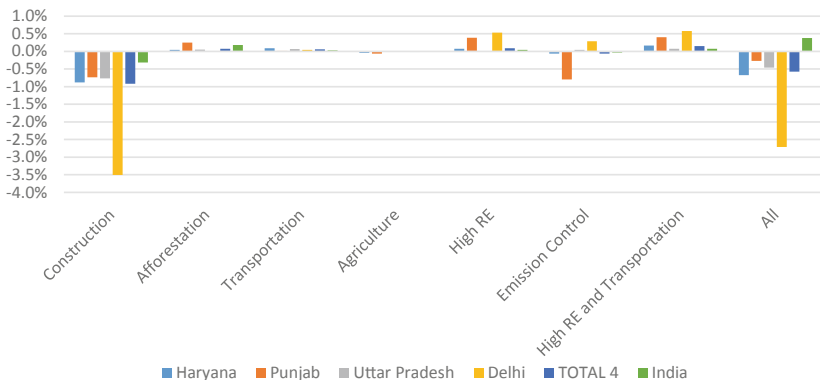 1.0%
0.5%
0.0%
-0.5%
-1.0%
-1.5%
-2.0%
-2.5%
-3.0%
-3.5%
-4.0%
Construction
Afforestation
Transportation
Agriculture
High RE
Emission Control
High RE and Transportation
All
Haryana Punjab Uttar Pradesh Delhi TOTAL 4 India